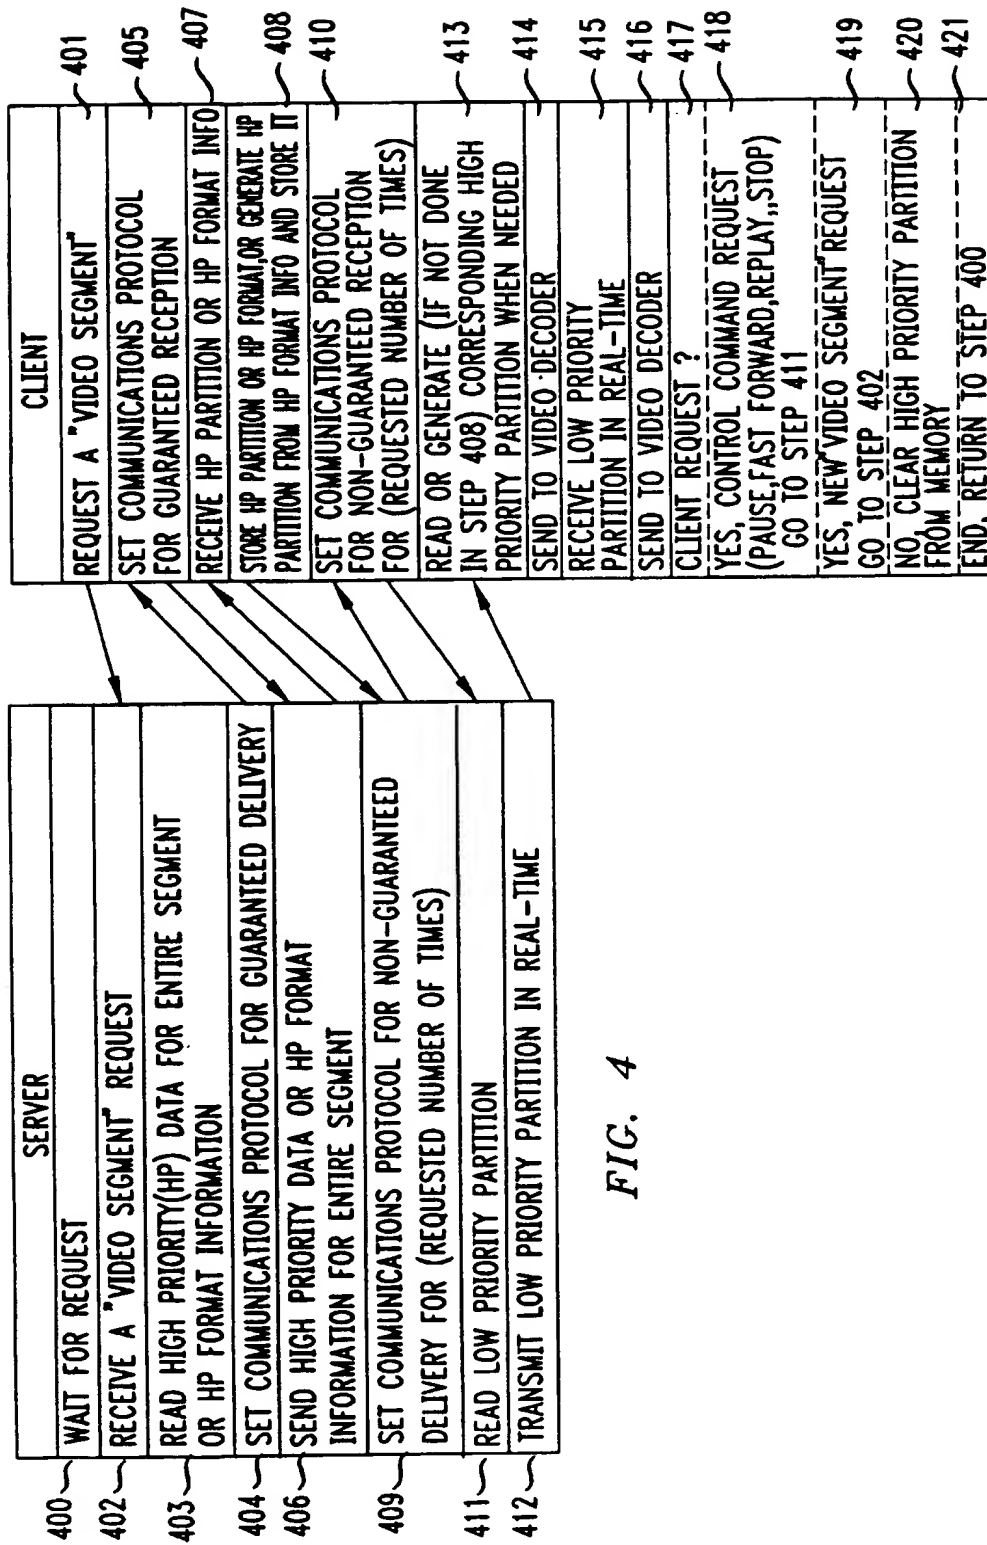 SERVER
400
WAIT FOR REQUEST
402
RECEIVE A "VIDEO SEGMENT" REQUEST
403
READ HIGH PRIORITY(HP) DATA FOR ENTIRE SEGMENT
OR HP FORMAT INFORMATION
404
SET COMMUNICATIONS PROTOCOL FOR GUARANTEED DELIVERY
406
SEND HIGH PRIORITY DATA OR HP FORMAT
INFORMATION FOR ENTIRE SEGMENT
409
SET COMMUNICATIONS PROTOCOL FOR NON-GUARANTEED
DELIVERY FOR (REQUESTED NUMBER OF TIMES)
411
READ LOW PRIORITY PARTITION
412
TRANSMIT LOW PRIORITY PARTITION IN REAL-TIME
CLIENT
REQUEST A "VIDEO SEGMENT"
401
SET COMMUNICATIONS PROTOCOL
FOR GUARANTEED RECEPTION
405
RECEIVE HP PARTITION OR HP FORMAT INFO
407
STORE HP PARTITION OR HP FORMAT,OR GENERATE HP
PARTITION FROM HP FORMAT INFO AND STORE IT
408
SET COMMUNICATIONS PROTOCOL
FOR NON-GUARANTED RECEPTION
FOR (REQUESTED NUMBER OF TIMES)
410
READ OR GENERATE (IF NOT DONE
IN STEP 408) CORRESPONDING HIGH
PRIORITY PARTITION WHEN NEEDED
413
SEND TO VIDEO DECODER
414
RECEIVE LOW PRIORITY
PARTITION IN REAL-TIME
415
SEND TO VIDEO DECODER
416
CLIENT REQUEST ?
417
YES, CONTROL COMMAND REQUEST
(PAUSE,FAST FORWARD,REPLAY,,STOP)
GO TO STEP 411
418
YES, NEW"VIDEO SEGMENT"REQUEST
GO TO STEP 402
419
NO, CLEAR HIGH PRIORITY PARTITION
FROM MEMORY
420
END, RETURN TO STEP 400
421
FIG. 4